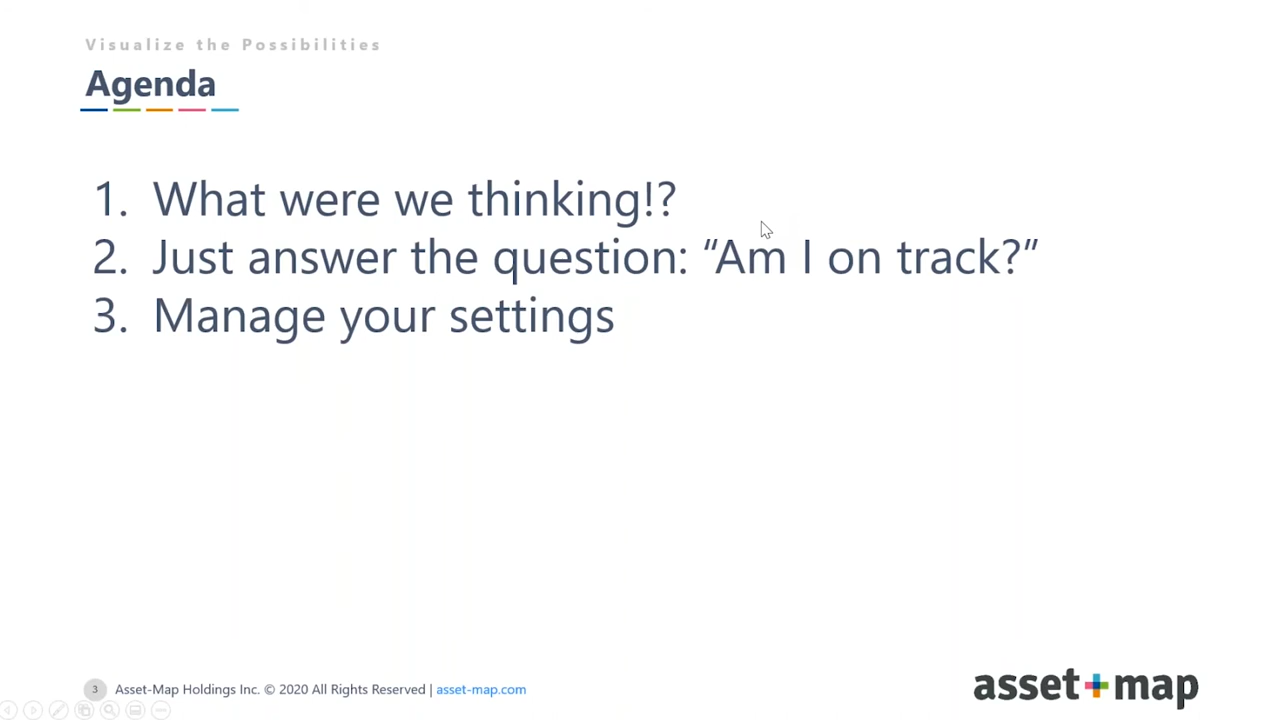 Visualize the Possibilities
Agenda
1. What were we thinking!?
2. Just answer the question: “Am I on track?”
3. Manage your settings
3 Asset-Map Holdings Inc. © 2020 All Rights Reserved | asset-map.com
asset+map